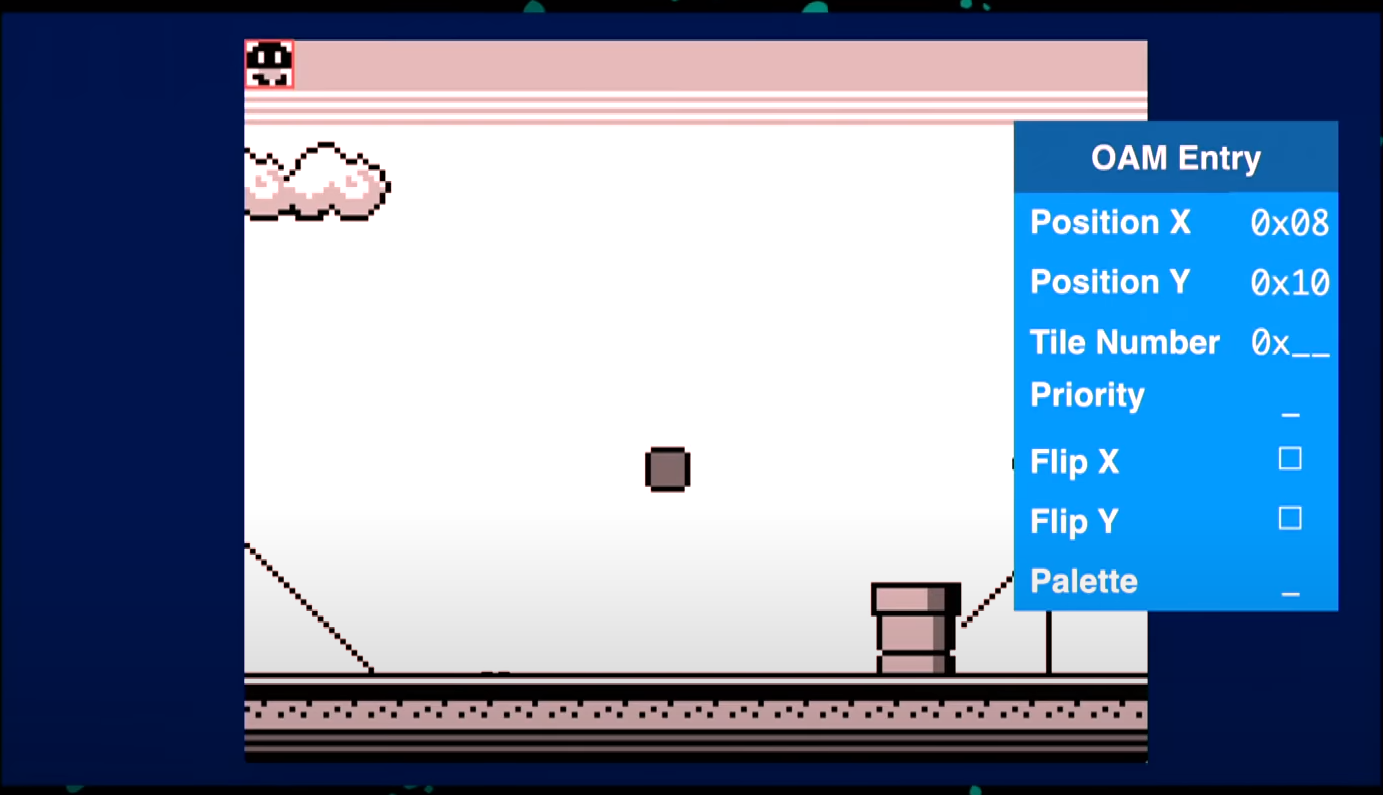 OAM Entry
Position X 0x08
Position Y 0x10
Tile Number 0x__
Priority _
Flip X ☐
Flip Y ☐
Palette _